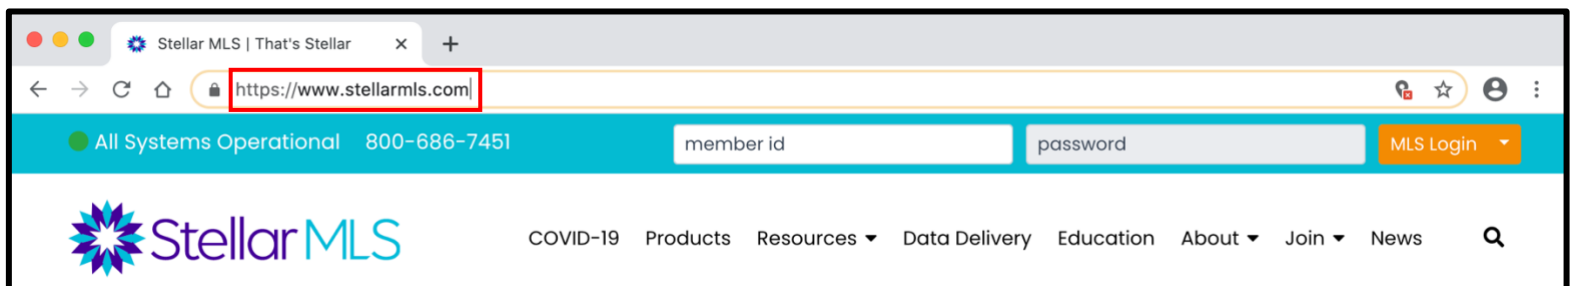 Stellar MLS | That's Stellar
https://www.stellarmls.com
All Systems Operational 800-686-7451 member id password MLS Login
Stellar MLS COVID-19 Products Resources Data Delivery Education About Join News